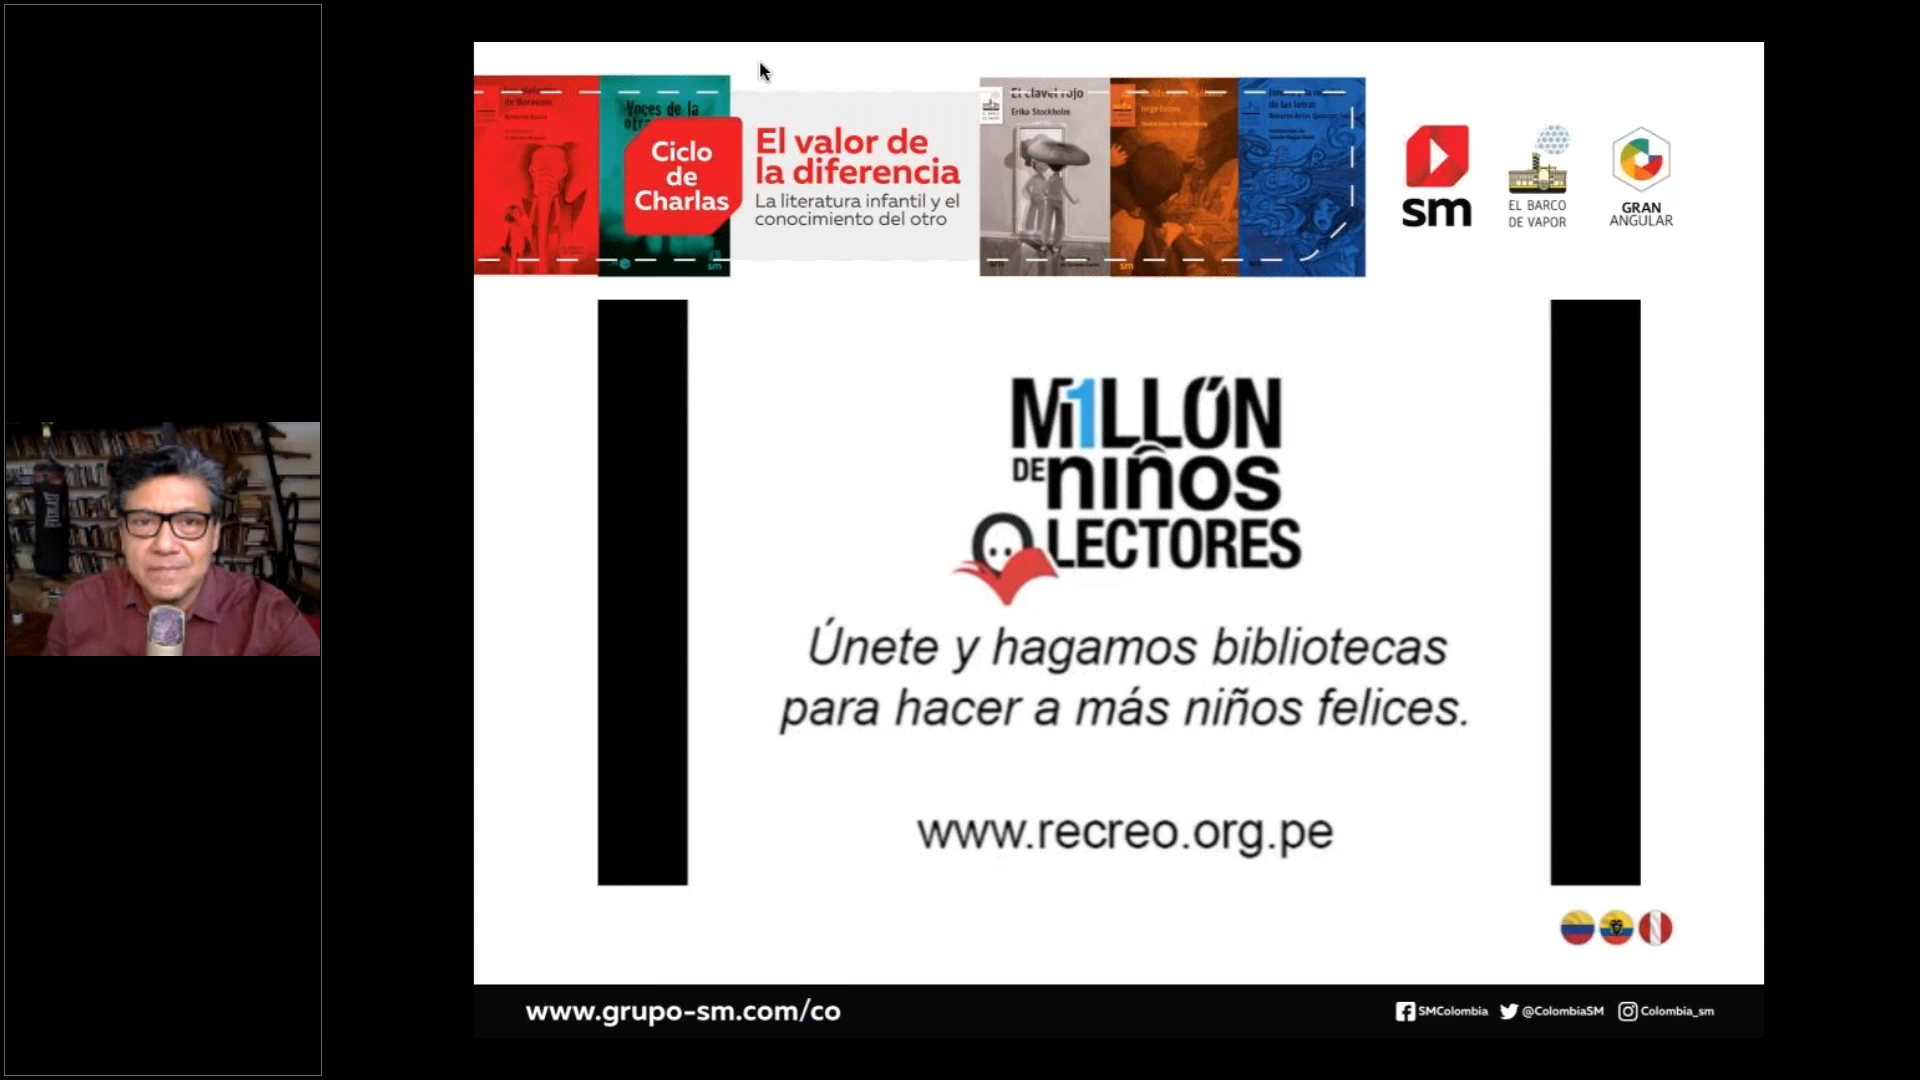 Voces de la
Ciclo
de
Charlas
El valor de
la diferencia
La literatura infantil y el
conocimiento del otro
El clavel rojo
Erika Stockholm
sm
EL BARCO
DE VAPOR
GRAN
ANGULAR
sm
sm
M1LLÓN
DE niños
LECTORES
Únete y hagamos bibliotecas
para hacer a más niños felices.
www.recreo.org.pe
www.grupo-sm.com/co
SMColombia
@ColombiaSM
Colombia_sm